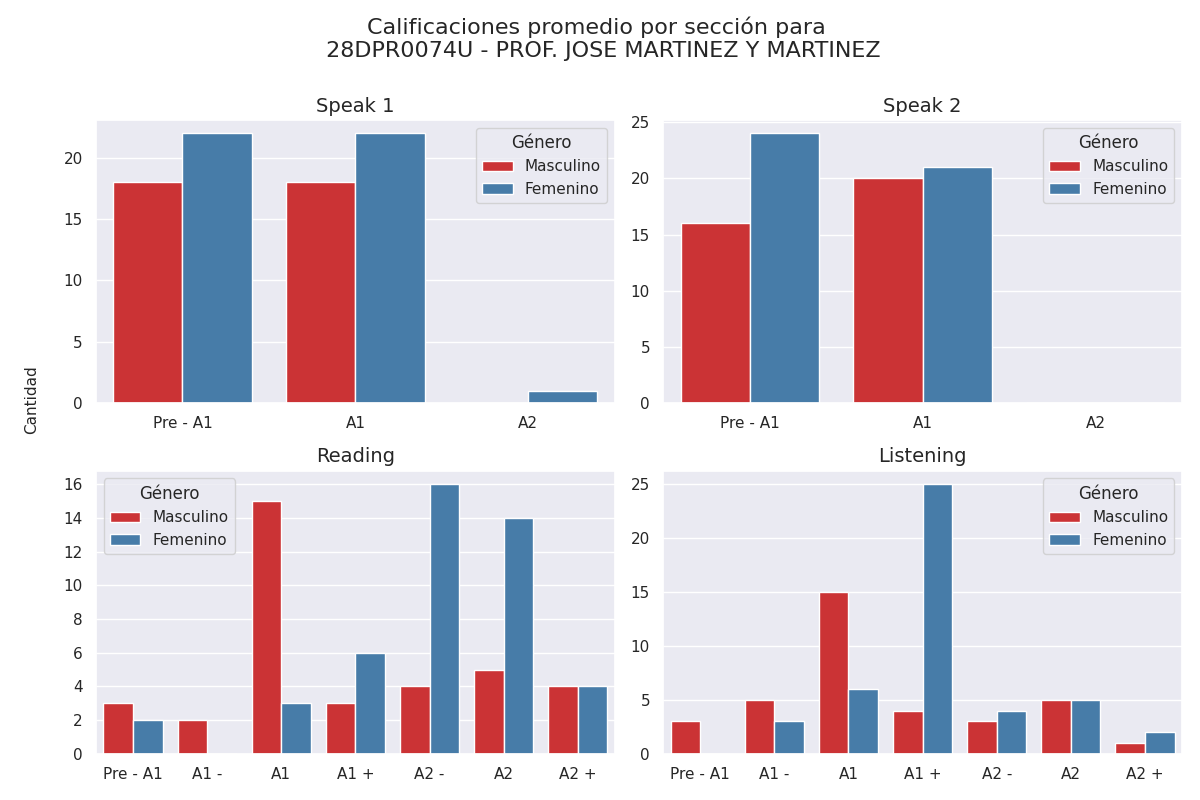 Calificaciones promedio por sección para
28DPR0074U - PROF. JOSE MARTINEZ Y MARTINEZ
Cantidad
Speak 1
20
15
10
5
0
Pre - A1 A1 A2
Género
Masculino
Femenino
Speak 2
25
20
15
10
5
0
Pre - A1 A1 A2
Género
Masculino
Femenino
Reading
16
14
12
10
8
6
4
2
0
Pre - A1 A1 - A1 A1 + A2 - A2 A2 +
Género
Masculino
Femenino
Listening
25
20
15
10
5
0
Pre - A1 A1 - A1 A1 + A2 - A2 A2 +
Género
Masculino
Femenino